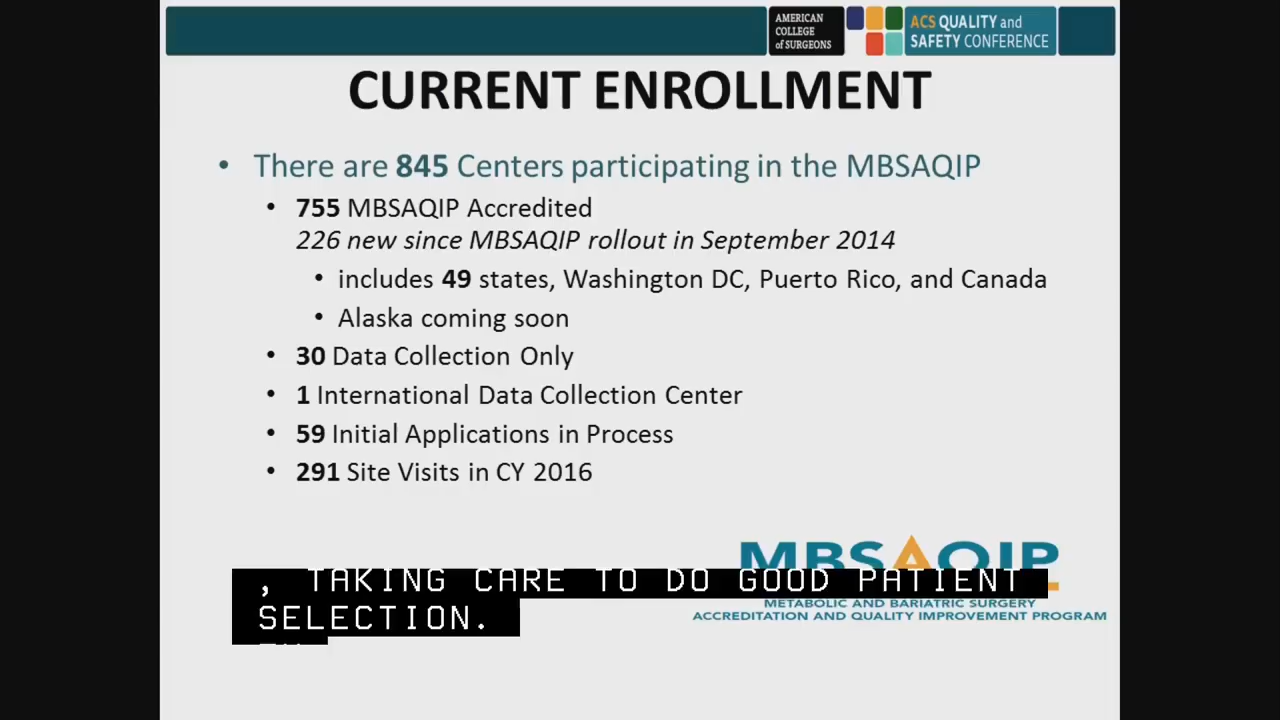 AMERICAN
COLLEGE
of SURGEONS
ACS QUALITY and
SAFETY CONFERENCE
CURRENT ENROLLMENT
• There are 845 Centers participating in the MBSAQIP
• 755 MBSAQIP Accredited
226 new since MBSAQIP rollout in September 2014
• includes 49 states, Washington DC, Puerto Rico, and Canada
• Alaska coming soon
• 30 Data Collection Only
• 1 International Data Collection Center
• 59 Initial Applications in Process
• 291 Site Visits in CY 2016
MBSAQIP
, TAKING CARE TO DO GOOD PATIENT
SELECTION.
METABOLIC AND BARIATRIC SURGERY
ACCREDITATION AND QUALITY IMPROVEMENT PROGRAM